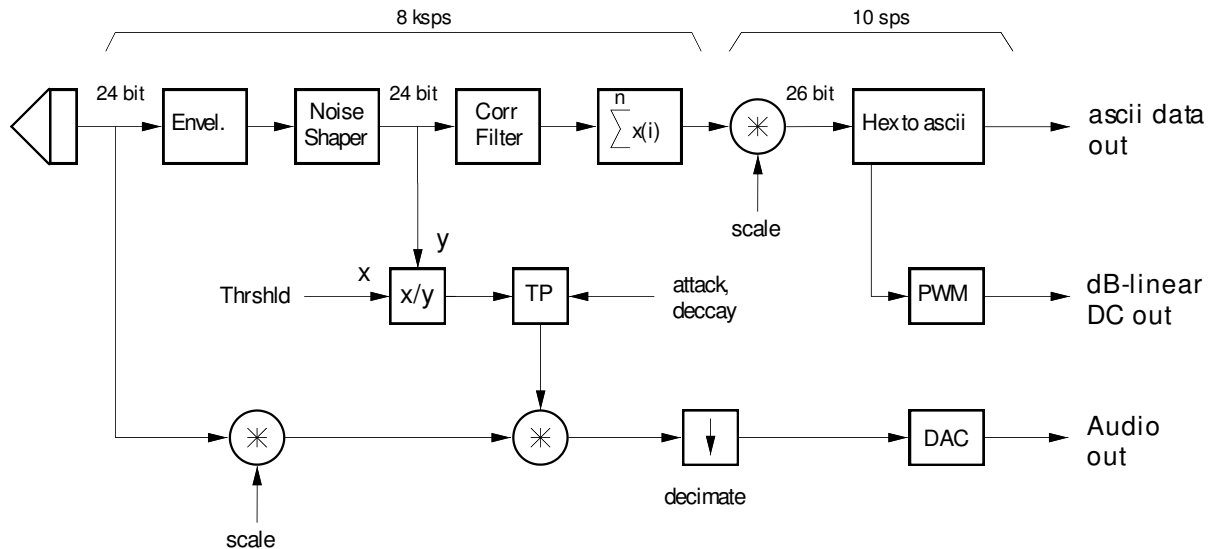 8 ksps
10 sps
24 bit
24 bit
26 bit
Envel.
Noise
Shaper
Corr
Filter
n
∑ x(i)
Hex to ascii
ascii data
out
scale
y
x
Thrshld
x/y
TP
attack,
deccay
PWM
dB-linear
DC out
DAC
Audio
out
decimate
scale